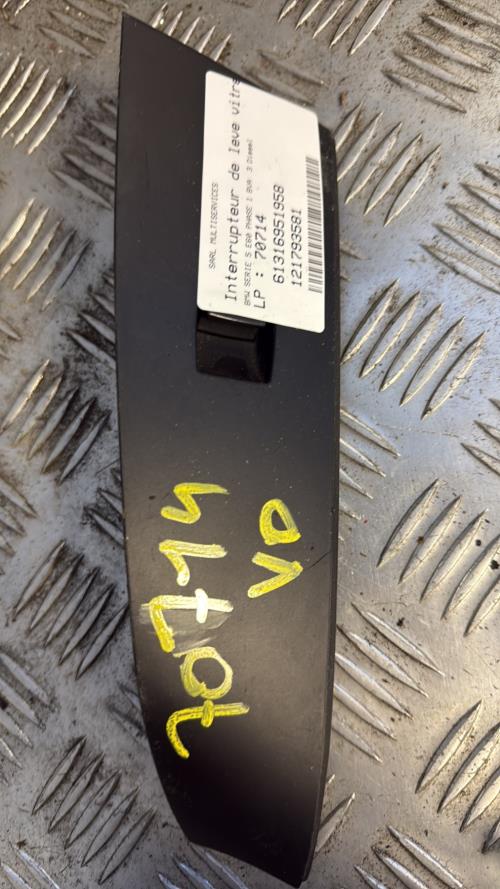 SARL MULTISERVICES
Interrupteur de leve vitre
BMW SERIE 5 E60 PHASE 1 BVA 3 Diesel
LP : 70714
61316951958
121793581
70714
VD